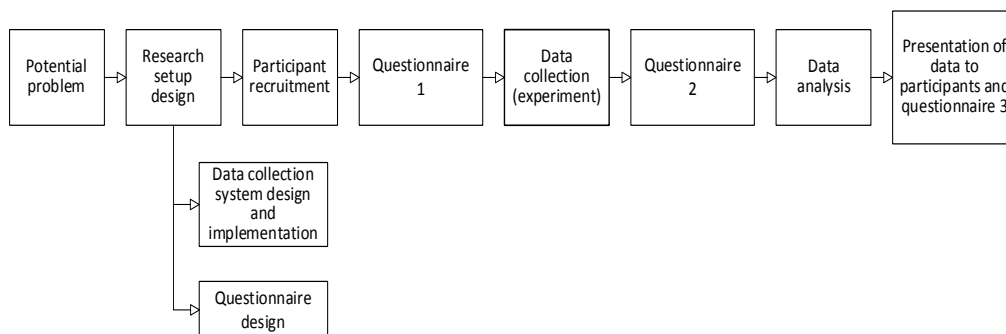 Potential
problem
Research
setup
design
Participant
recruitment
Questionnaire
1
Data
collection
(experiment)
Questionnaire
2
Data
analysis
Presentation of
data to
participants and
questionnaire 3
Data collection
system design
and
implementation
Questionnaire
design